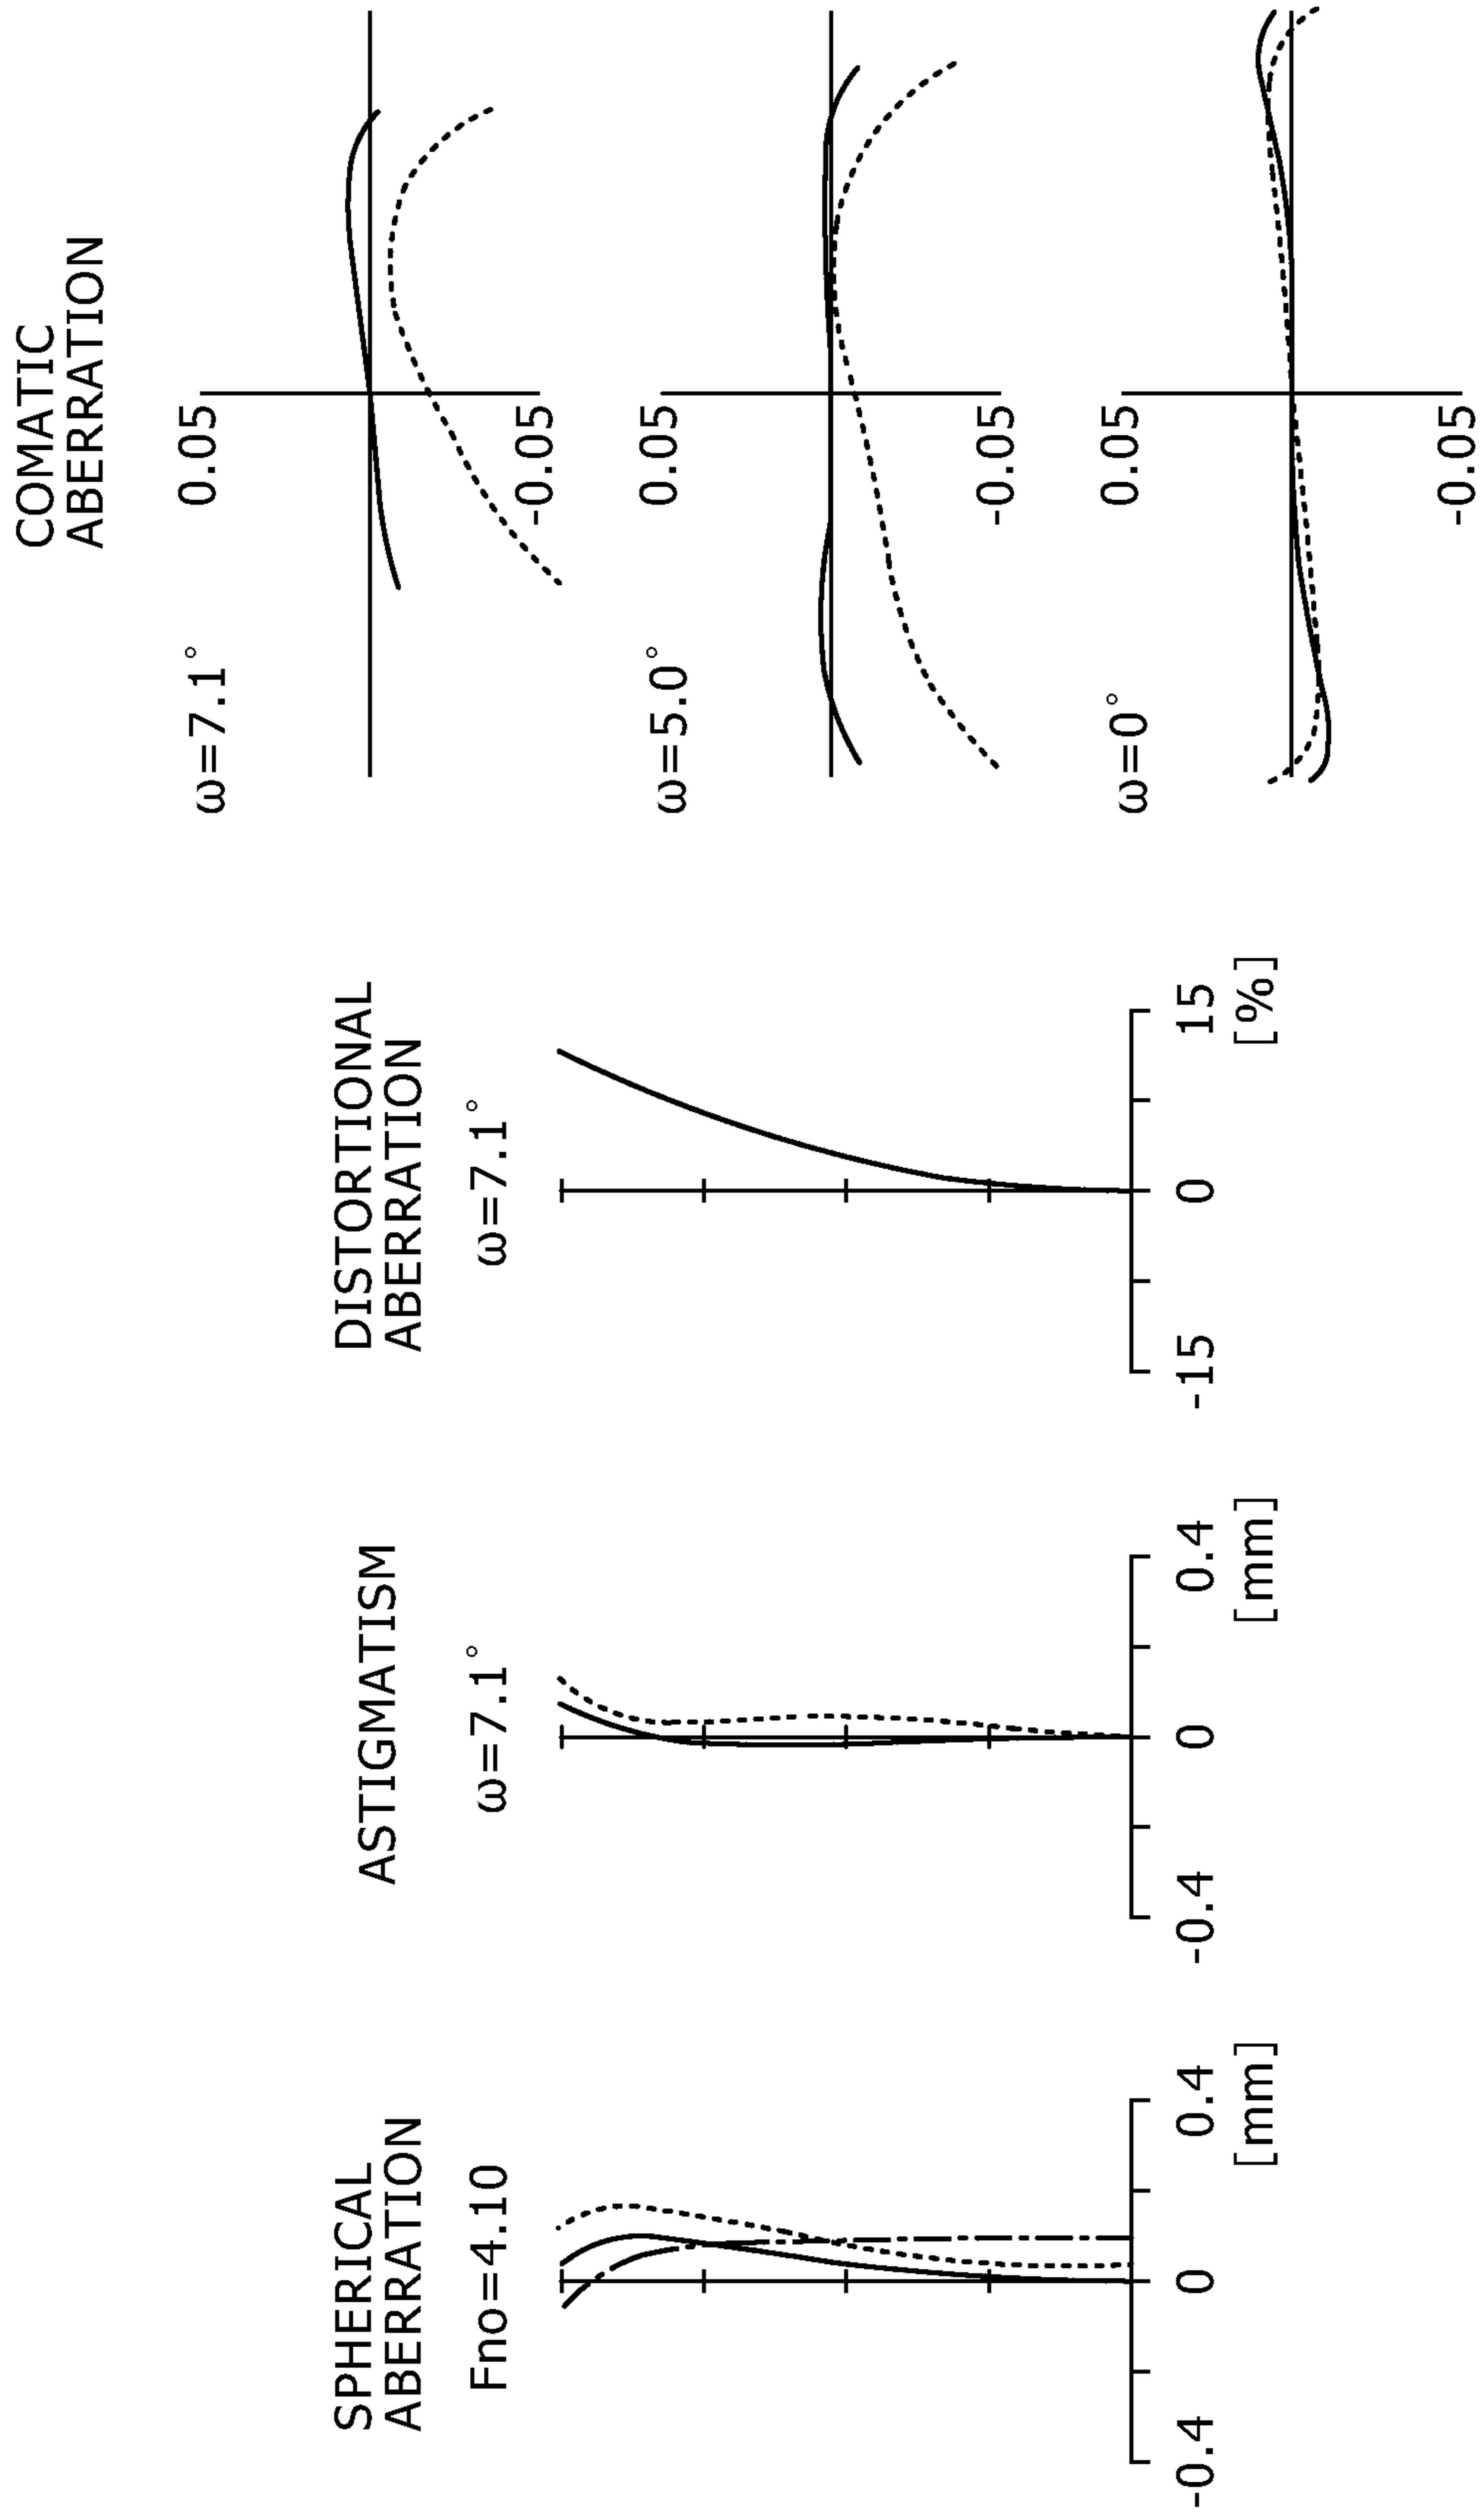 SPHERICAL
ABERRATION
Fno=4.10
-0.4
0
0.4
[mm]
ASTIGMATISM
ω=7.1°
-0.4
0
0.4
[mm]
DISTORTIONAL
ABERRATION
ω=7.1°
-15
0
15
[%]
COMATIC
ABERRATION
ω=7.1°
0.05
-0.05
ω=5.0°
0.05
-0.05
ω=0°
0.05
-0.05